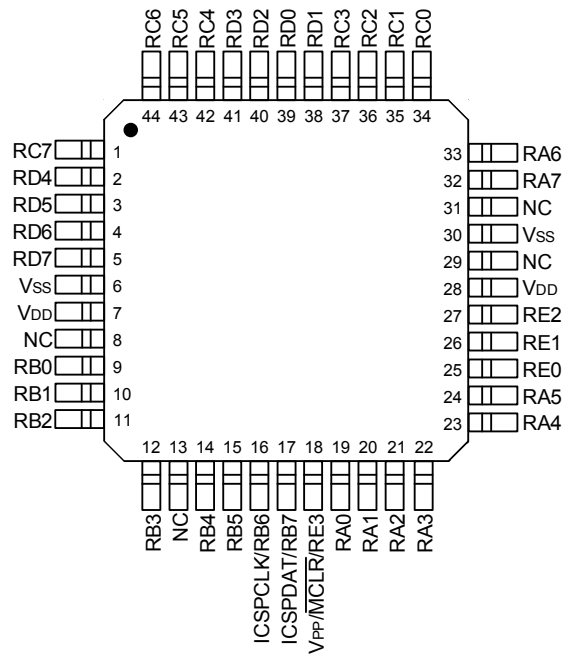 RC6
RC5
RC4
RD3
RD2
RD0
RD1
RC3
RC2
RC1
RC0
44
43
42
41
40
39
38
37
36
35
34
RC7 1
RD4 2
RD5 3
RD6 4
RD7 5
VSS 6
VDD 7
NC 8
RB0 9
RB1 10
RB2 11
33 RA6
32 RA7
31 NC
30 VSS
29 NC
28 VDD
27 RE2
26 RE1
25 RE0
24 RA5
23 RA4
12
13
14
15
16
17
18
19
20
21
22
RB3
NC
RB4
RB5
ICSPCLK/RB6
ICSPDAT/RB7
VPP/MCLR/RE3
RA0
RA1
RA2
RA3